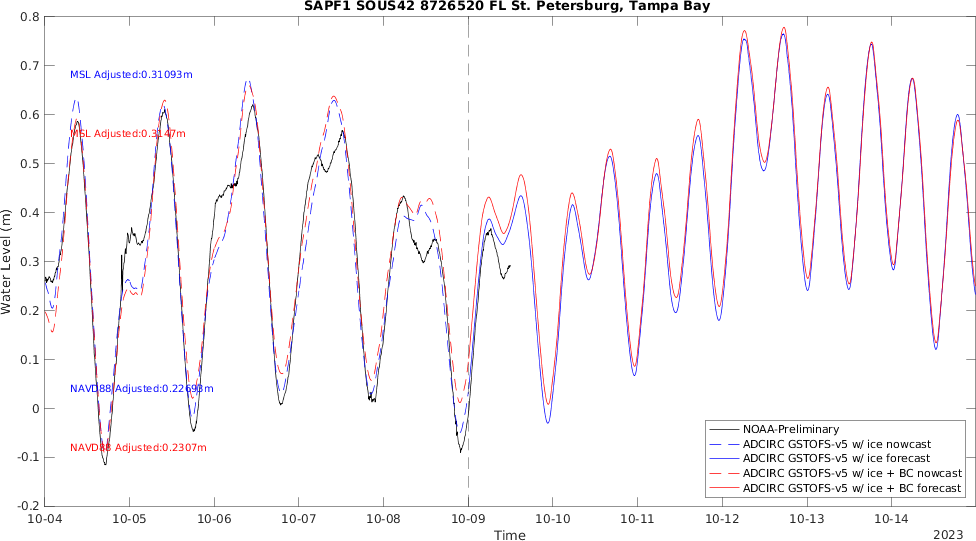 SAPF1 SOUS42 8726520 FL St. Petersburg, Tampa Bay
0.8
0.7
0.6
0.5
0.4
0.3
0.2
0.1
0
-0.1
-0.2
Water Level (m)
MSL Adjusted:0.31093m
MSL Adjusted:0.3147m
NAVD88 Adjusted:0.22693m
NAVD88 Adjusted:0.2307m
NOAA-Preliminary
ADCIRC GSTOFS-v5 w/ ice nowcast
ADCIRC GSTOFS-v5 w/ ice forecast
ADCIRC GSTOFS-v5 w/ ice + BC nowcast
ADCIRC GSTOFS-v5 w/ ice + BC forecast
10-04 10-05 10-06 10-07 10-08 10-09 10-10 10-11 10-12 10-13 10-14
Time
2023